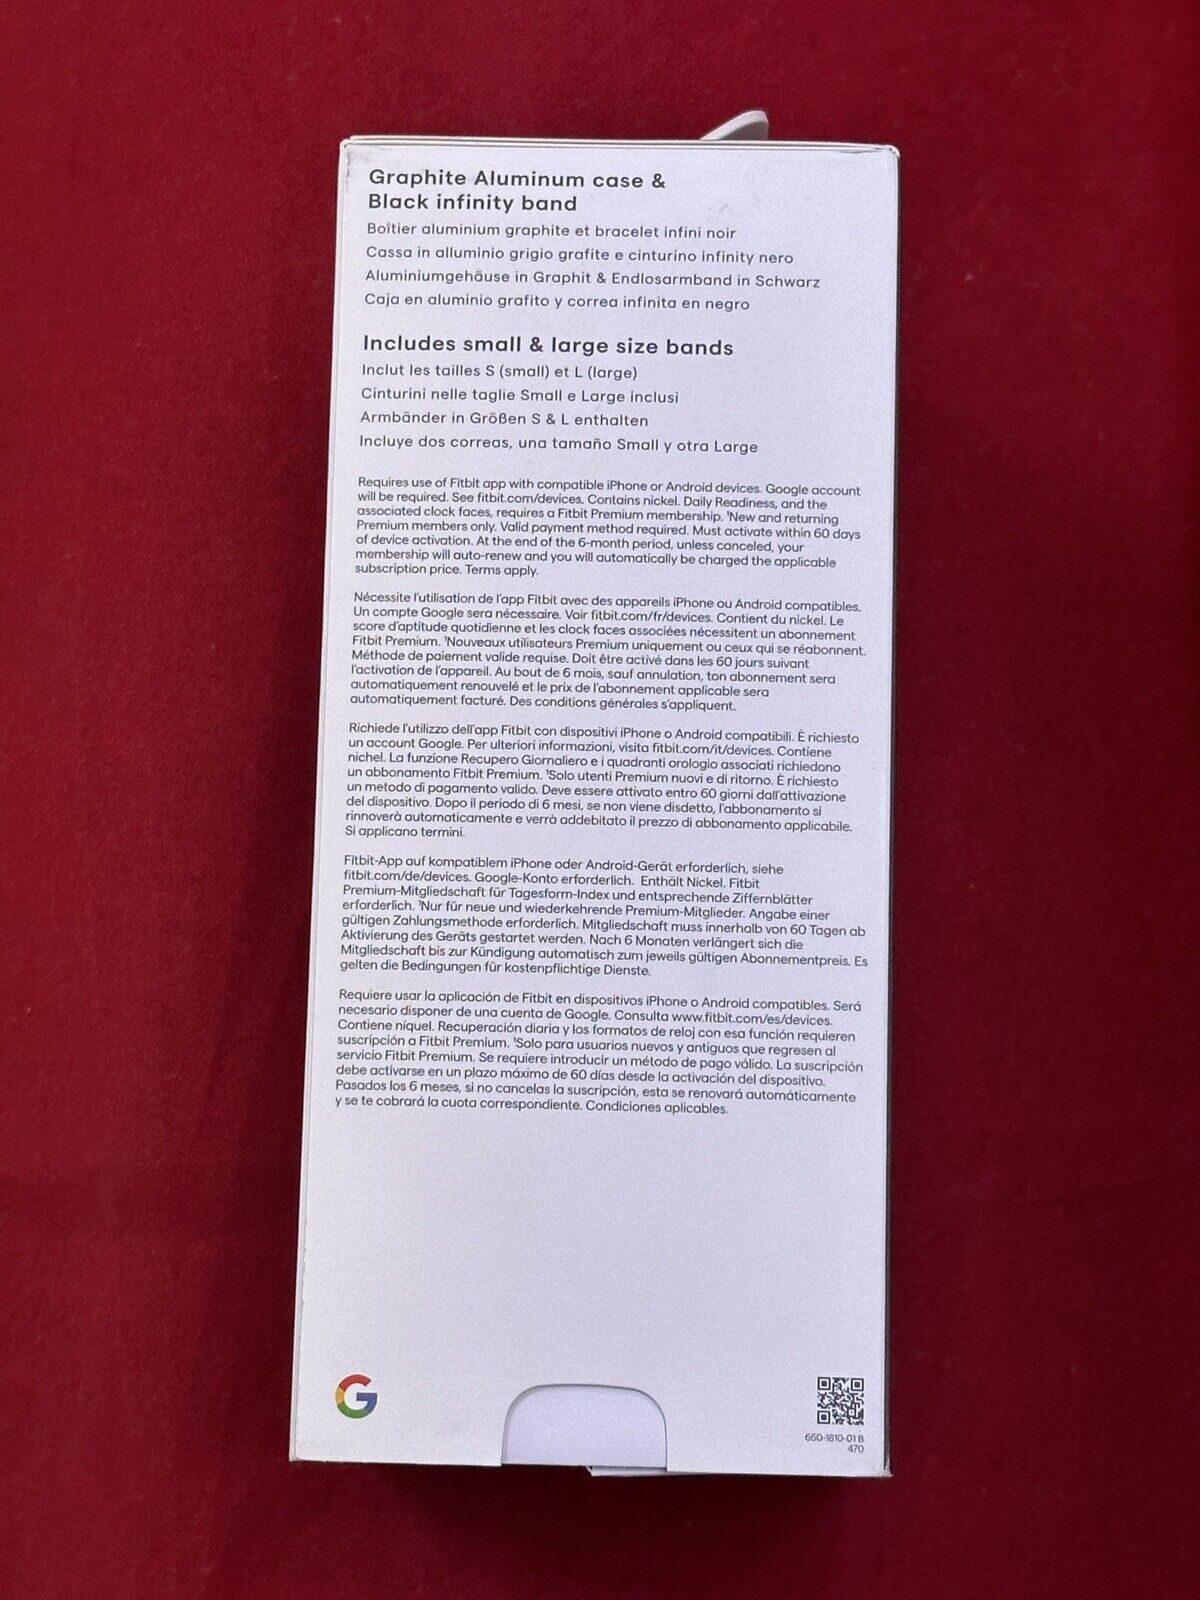 Graphite Aluminum case &
Black infinity band
Boîtier aluminium graphite et bracelet infini noir
Cassa in alluminio grigio grafite e cinturino infinity nero
Aluminiumgehäuse in Graphit & Endlosarmband in Schwarz
Caja en aluminio grafito y correa infinita en negro
Includes small & large size bands
Inclut les tailles S (small) et L (large)
Cinturini nelle taglie Small e Large inclusi
Armbänder in Größen S & L enthalten
Incluye dos correas, una tamaño Small y otra Large
Requires use of Fitbit app with compatible iPhone or Android devices. Google account
will be required. See fitbit.com/devices. Contains nickel. Daily Readiness, and the
associated clock faces, requires a Fitbit Premium membership. ¹New and returning
Premium members only. Valid payment method required. Must activate within 60 days
of device activation. At the end of the 6-month period, unless canceled, your
membership will auto-renew and you will automatically be charged the applicable
subscription price. Terms apply.
Nécessite l'utilisation de l'app Fitbit avec des appareils iPhone ou Android compatibles.
Un compte Google sera nécessaire. Voir fitbit.com/fr/devices. Contient du nickel. Le
score d'aptitude quotidienne et les clock faces associées nécessitent un abonnement
Fitbit Premium. ¹Nouveaux utilisateurs Premium uniquement ou ceux qui se réabonnent.
Méthode de paiement valide requise. Doit être activé dans les 60 jours suivant
l'activation de l'appareil. Au bout de 6 mois, sauf annulation, ton abonnement sera
automatiquement renouvelé et le prix de l'abonnement applicable sera
automatiquement facturé. Des conditions générales s'appliquent.
Richiede l'utilizzo dell'app Fitbit con dispositivi iPhone o Android compatibili. È richiesto
un account Google. Per ulteriori informazioni, visita fitbit.com/it/devices. Contiene
nichel. La funzione Recupero Giornaliero e i quadranti orologio associati richiedono
un abbonamento Fitbit Premium. ¹Solo utenti Premium nuovi e di ritorno. È richiesto
un metodo di pagamento valido. Deve essere attivato entro 60 giorni dall'attivazione
del dispositivo. Dopo il periodo di 6 mesi, se non viene disdetto, l'abbonamento si
rinnoverà automaticamente e verrà addebitato il prezzo di abbonamento applicabile.
Si applicano termini.
Fitbit-App auf kompatiblem iPhone oder Android-Gerät erforderlich, siehe
fitbit.com/de/devices. Google-Konto erforderlich. Enthält Nickel. Fitbit
Premium-Mitgliedschaft für Tagesform-Index und entsprechende Ziffernblätter
erforderlich. ¹Nur für neue und wiederkehrende Premium-Mitglieder. Angabe einer
gültigen Zahlungsmethode erforderlich. Mitgliedschaft muss innerhalb von 60 Tagen ab
Aktivierung des Geräts gestartet werden. Nach 6 Monaten verlängert sich die
Mitgliedschaft bis zur Kündigung automatisch zum jeweils gültigen Abonnementpreis. Es
gelten die Bedingungen für kostenpflichtige Dienste.
Requiere usar la aplicación de Fitbit en dispositivos iPhone o Android compatibles. Será
necesario disponer de una cuenta de Google. Consulta www.fitbit.com/es/devices.
Contiene níquel. Recuperación diaria y los formatos de reloj con esa función requieren
suscripción a Fitbit Premium. ¹Solo para usuarios nuevos y antiguos que regresen al
servicio Fitbit Premium. Se requiere introducir un método de pago válido. La suscripción
debe activarse en un plazo máximo de 60 días desde la activación del dispositivo.
Pasados los 6 meses, si no cancelas la suscripción, esta se renovará automáticamente
y se te cobrará la cuota correspondiente. Condiciones aplicables.
G
660-1810-01 B
470